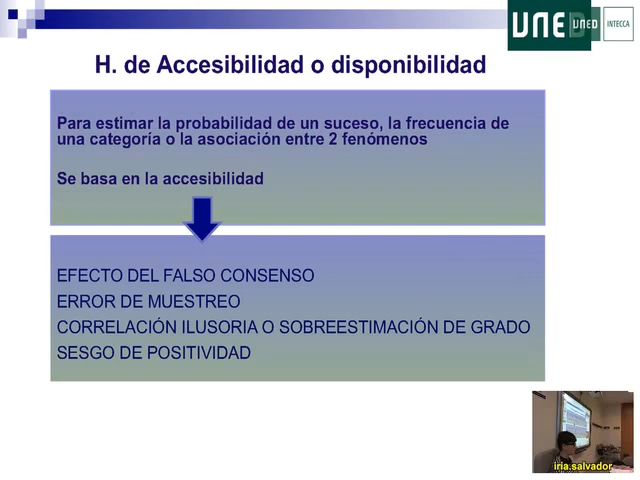 UNED
UNED
INTECCA
H. de Accesibilidad o disponibilidad
Para estimar la probabilidad de un suceso, la frecuencia de
una categoría o la asociación entre 2 fenómenos
Se basa en la accesibilidad
EFECTO DEL FALSO CONSENSO
ERROR DE MUESTREO
CORRELACIÓN ILUSORIA O SOBREESTIMACIÓN DE GRADO
SESGO DE POSITIVIDAD
iria.salvador